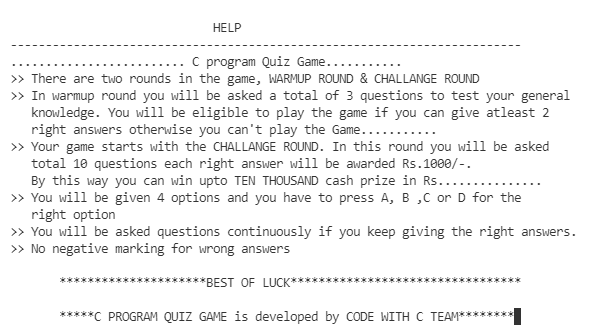 HELP
-------------------------------------------------------------------------
......................... C program Quiz Game...........
>> There are two rounds in the game, WARMUP ROUND & CHALLANGE ROUND
>> In warmup round you will be asked a total of 3 questions to test your general
knowledge. You will be eligible to play the game if you can give atleast 2
right answers otherwise you can't play the Game...........
>> Your game starts with the CHALLANGE ROUND. In this round you will be asked
total 10 questions each right answer will be awarded Rs.1000/-.
By this way you can win upto TEN THOUSAND cash prize in Rs...............
>> You will be given 4 options and you have to press A, B ,C or D for the
right option
>> You will be asked questions continuously if you keep giving the right answers.
>> No negative marking for wrong answers
*********************BEST OF LUCK*********************************
*****C PROGRAM QUIZ GAME is developed by CODE WITH C TEAM********